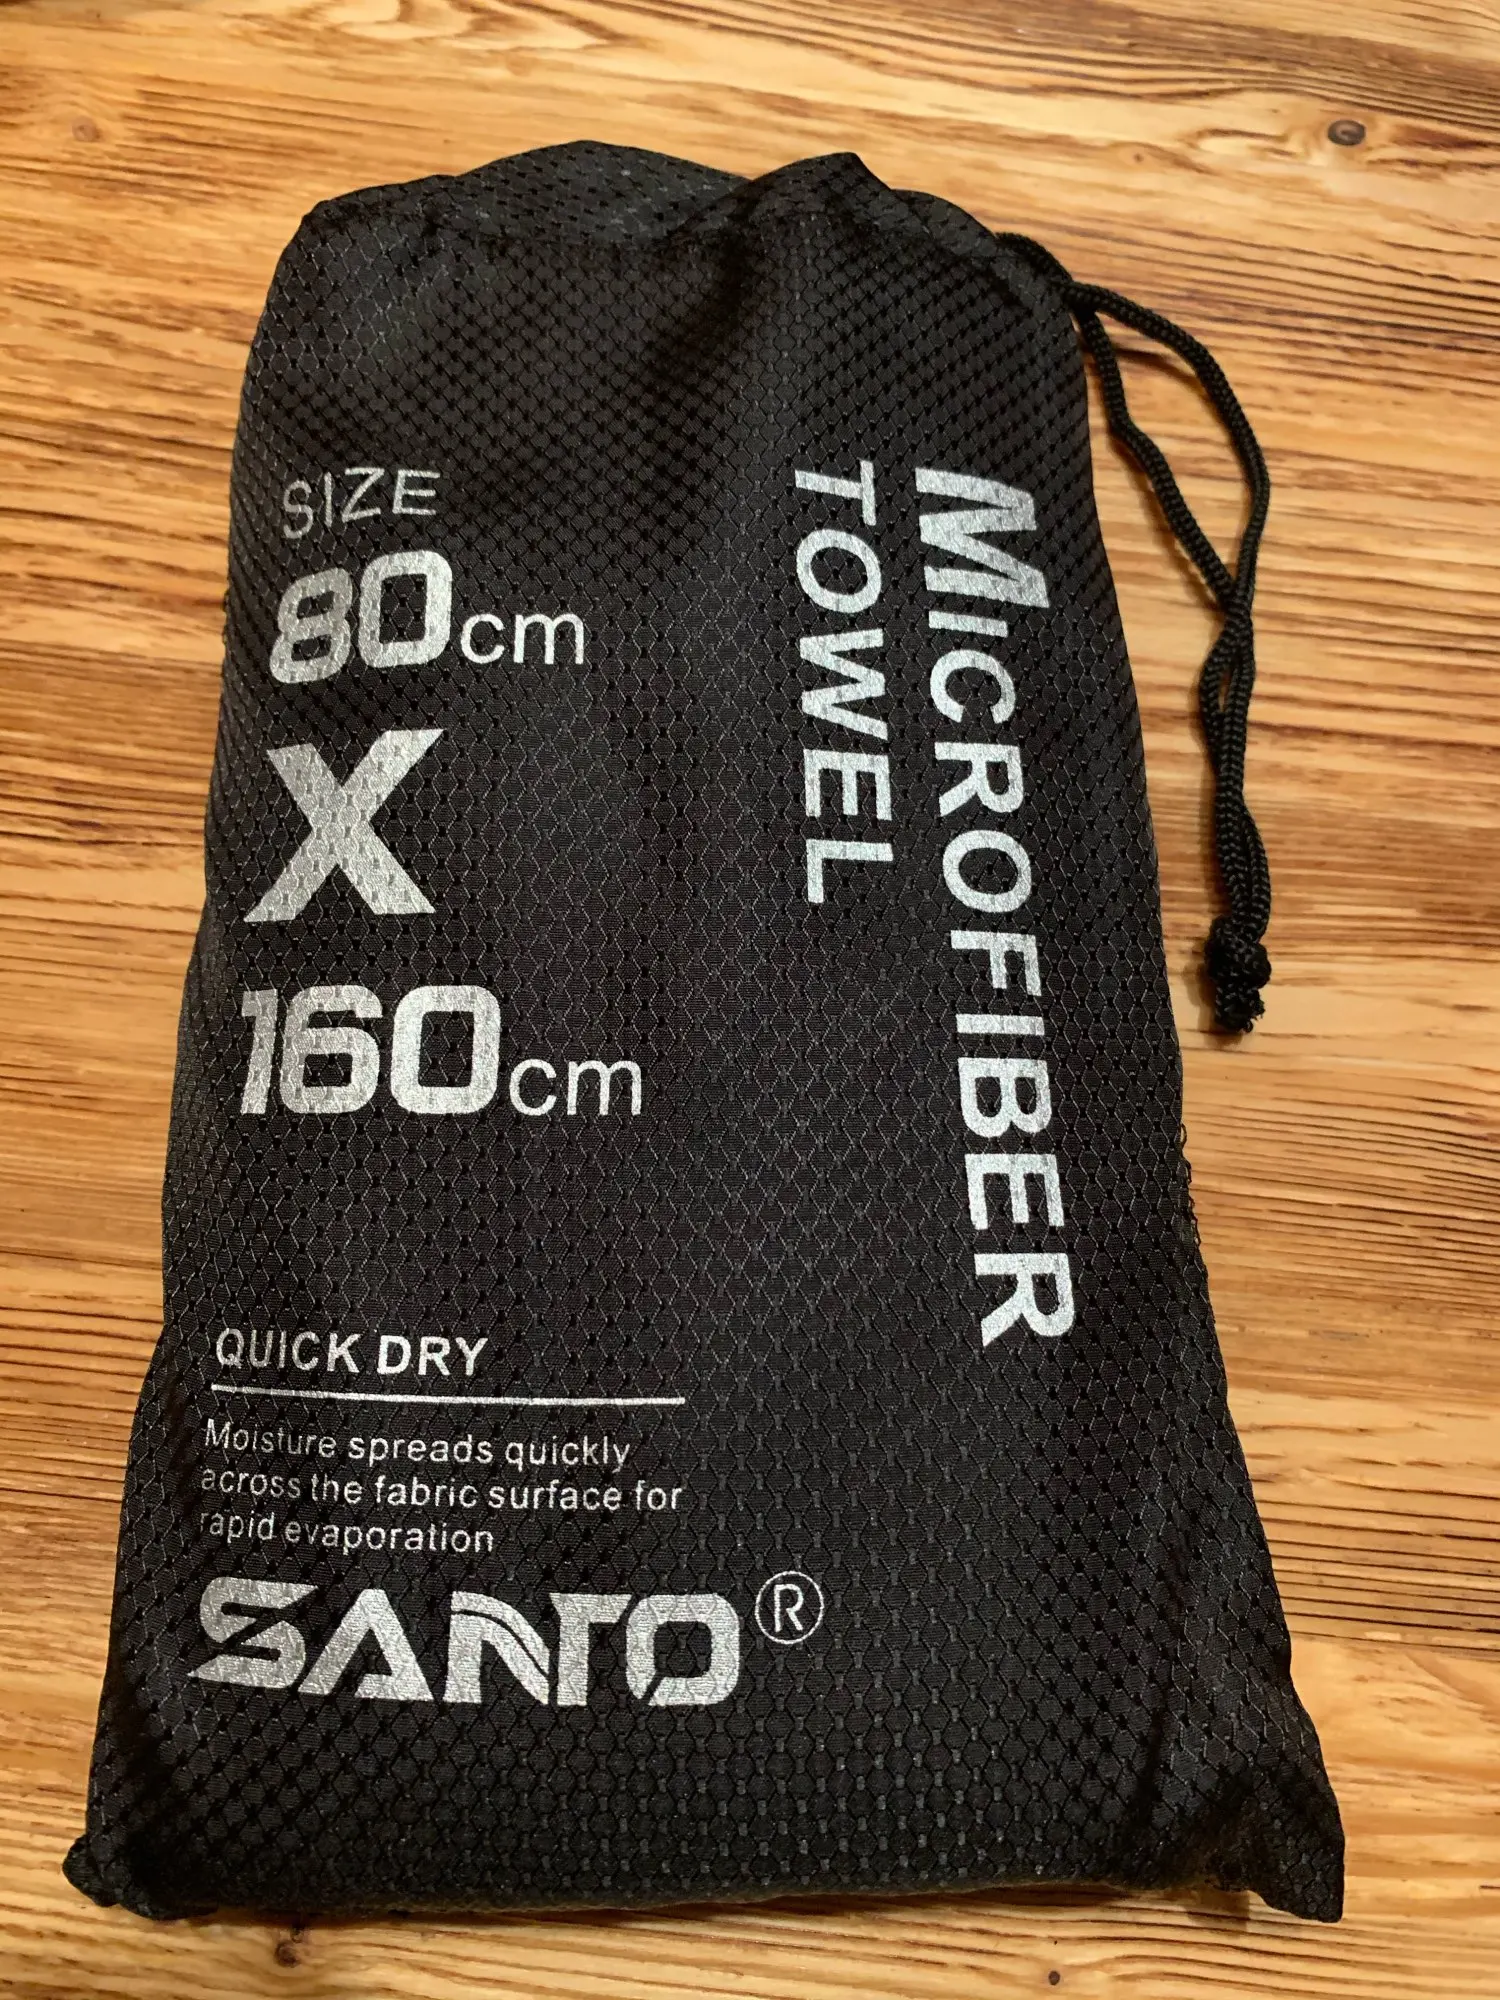 SIZE
80cm
X
160cm
MICROFIBER
TOWEL
QUICK DRY
Moisture spreads quickly
across the fabric surface for
rapid evaporation
SANTO®